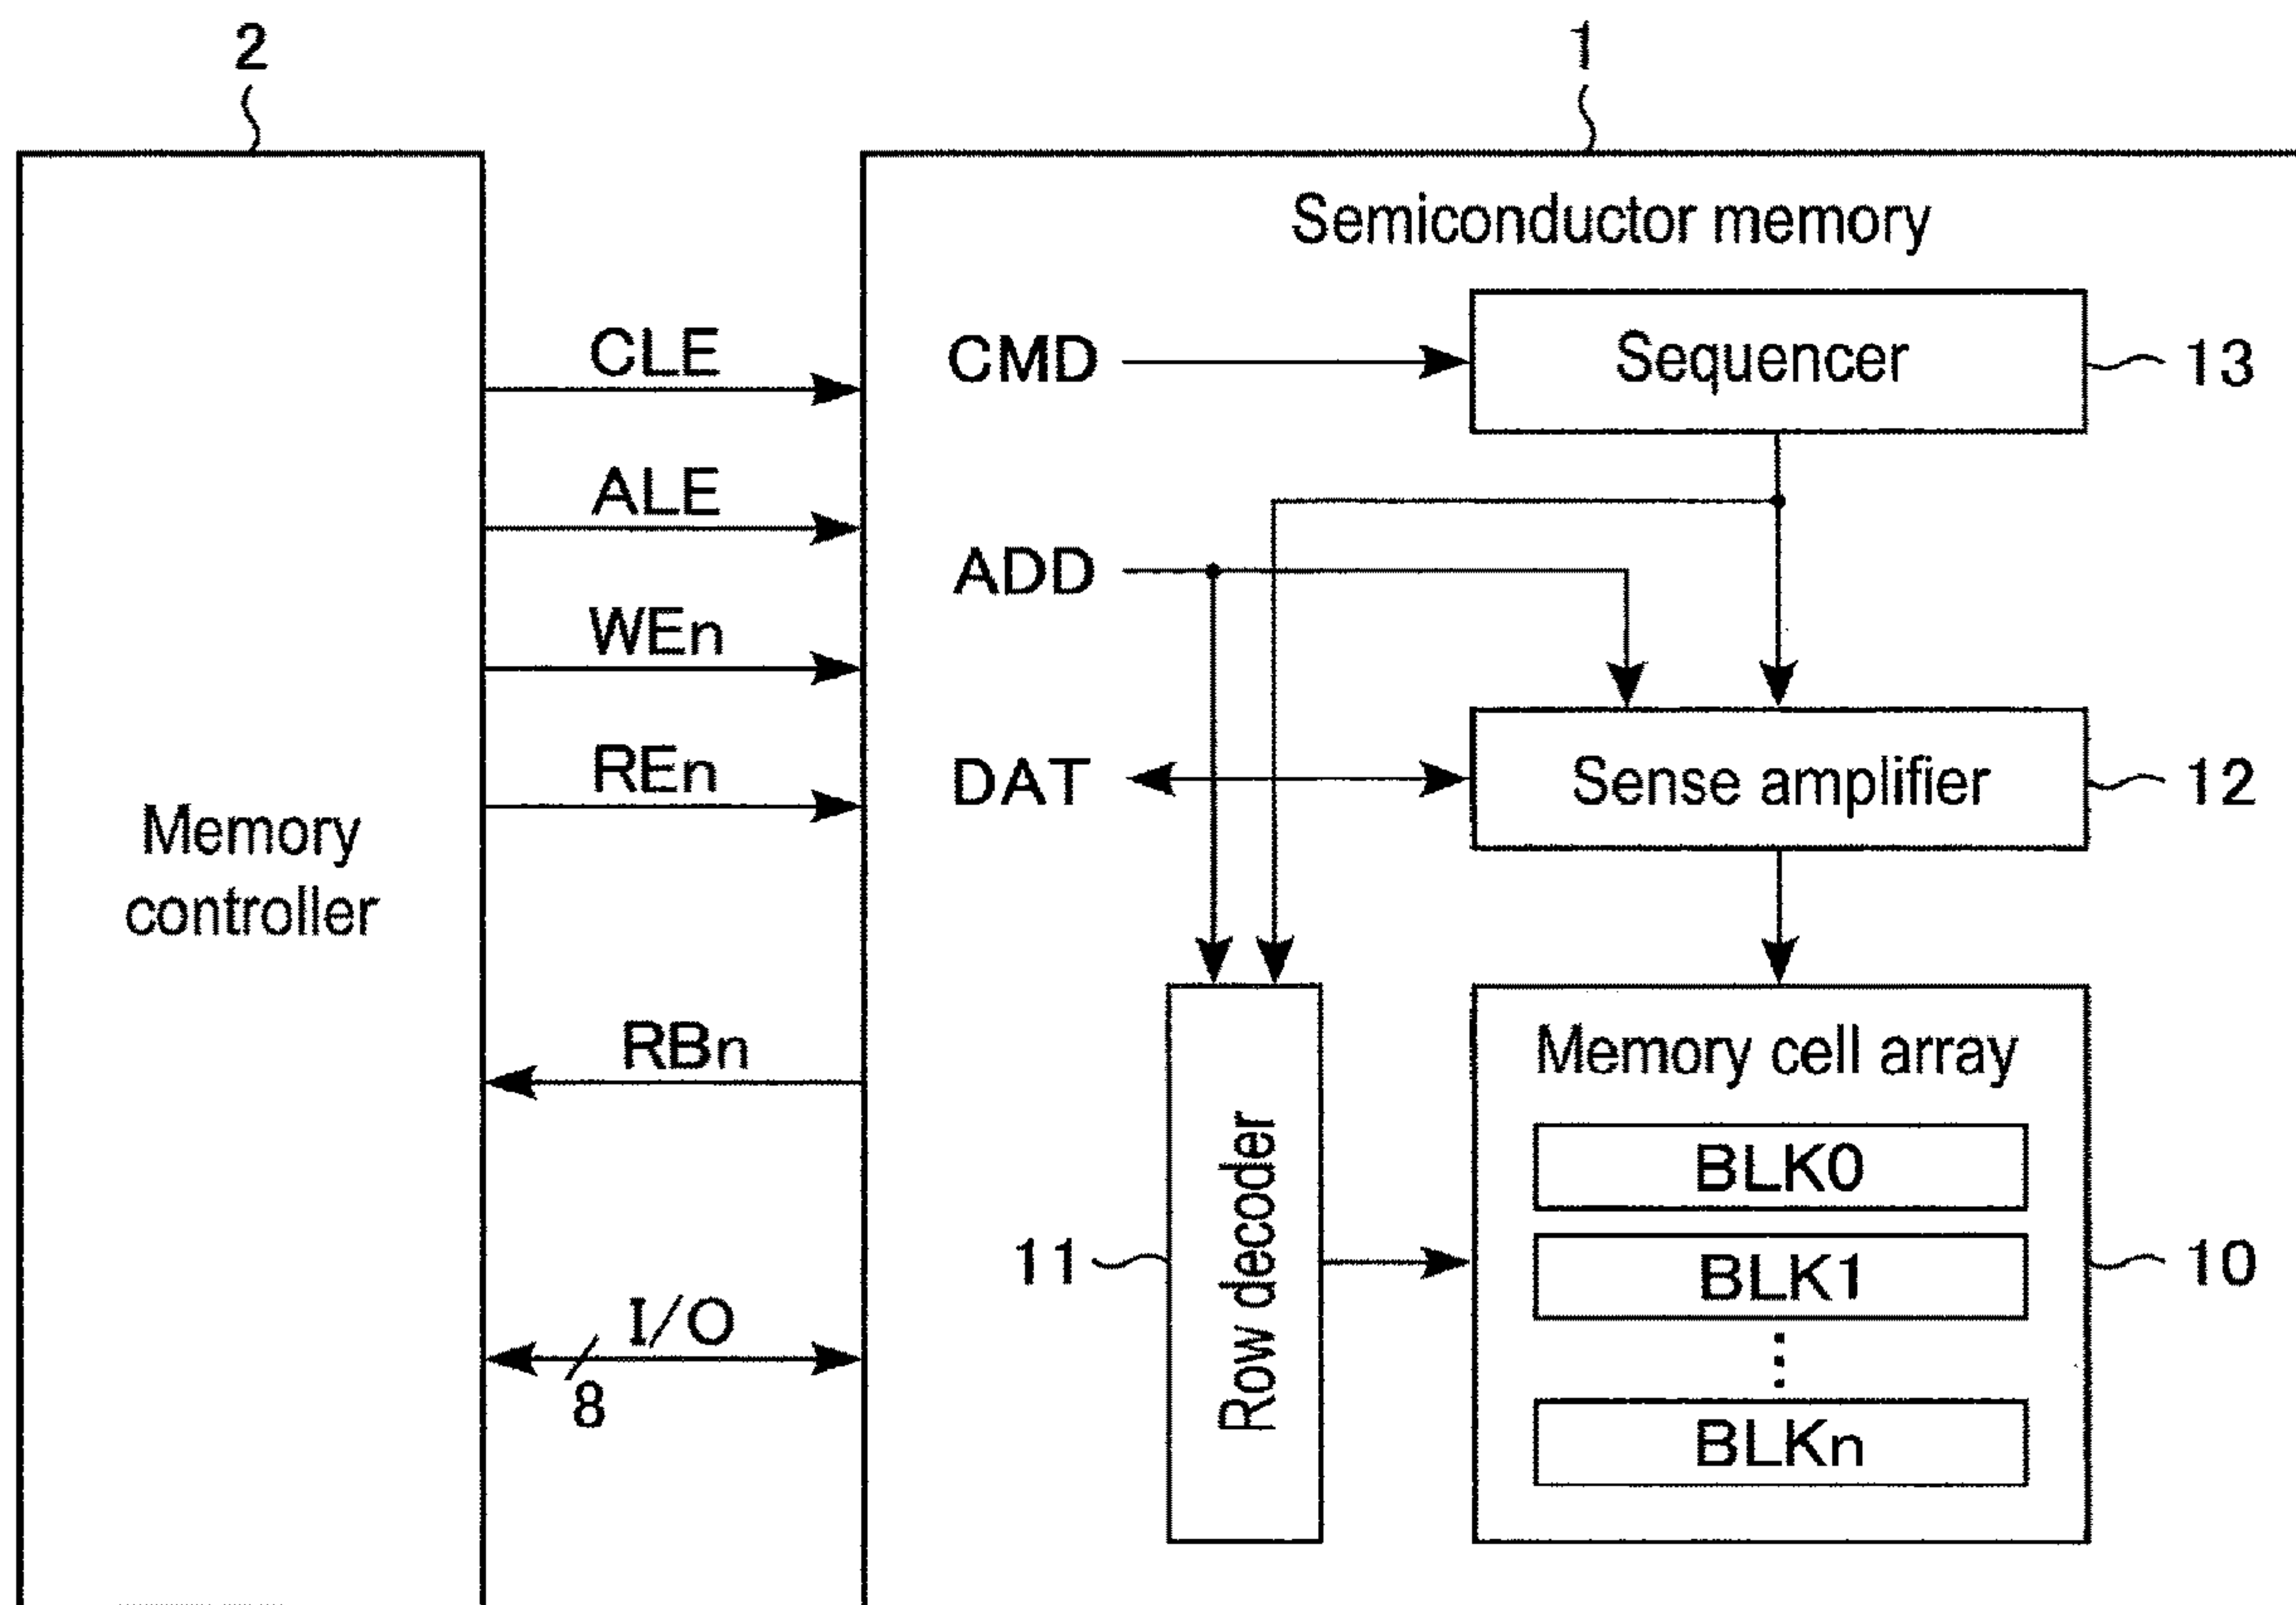 2
1
Memory
controller
CLE
ALE
WEn
REn
RBn
I/O
8
Semiconductor memory
CMD
Sequencer
13
ADD
DAT
Sense amplifier
12
11
Row decoder
Memory cell array
BLK0
BLK1
BLKn
10